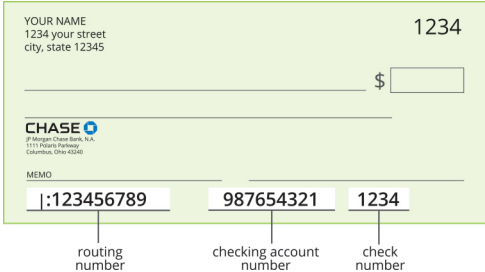 YOUR NAME
1234 your street
city, state 12345
1234
$
CHASE
JP Morgan Chase Bank, N.A.
1111 Polaris Parkway
Columbus, Ohio 43240
MEMO
|:123456789 987654321 1234
routing number
checking account number
check number